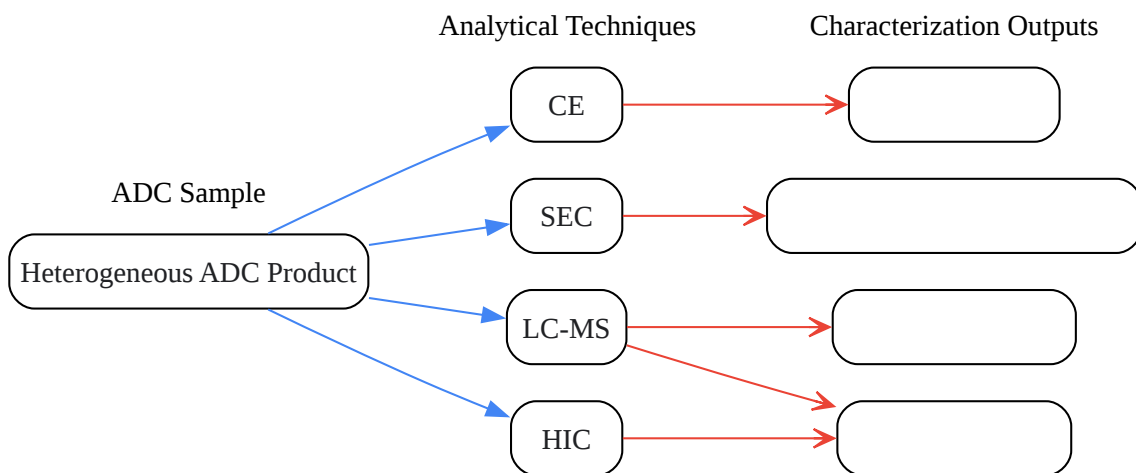 Analytical Techniques
Characterization Outputs
CE
ADC Sample
SEC
Heterogeneous ADC Product
LC-MS
HIC